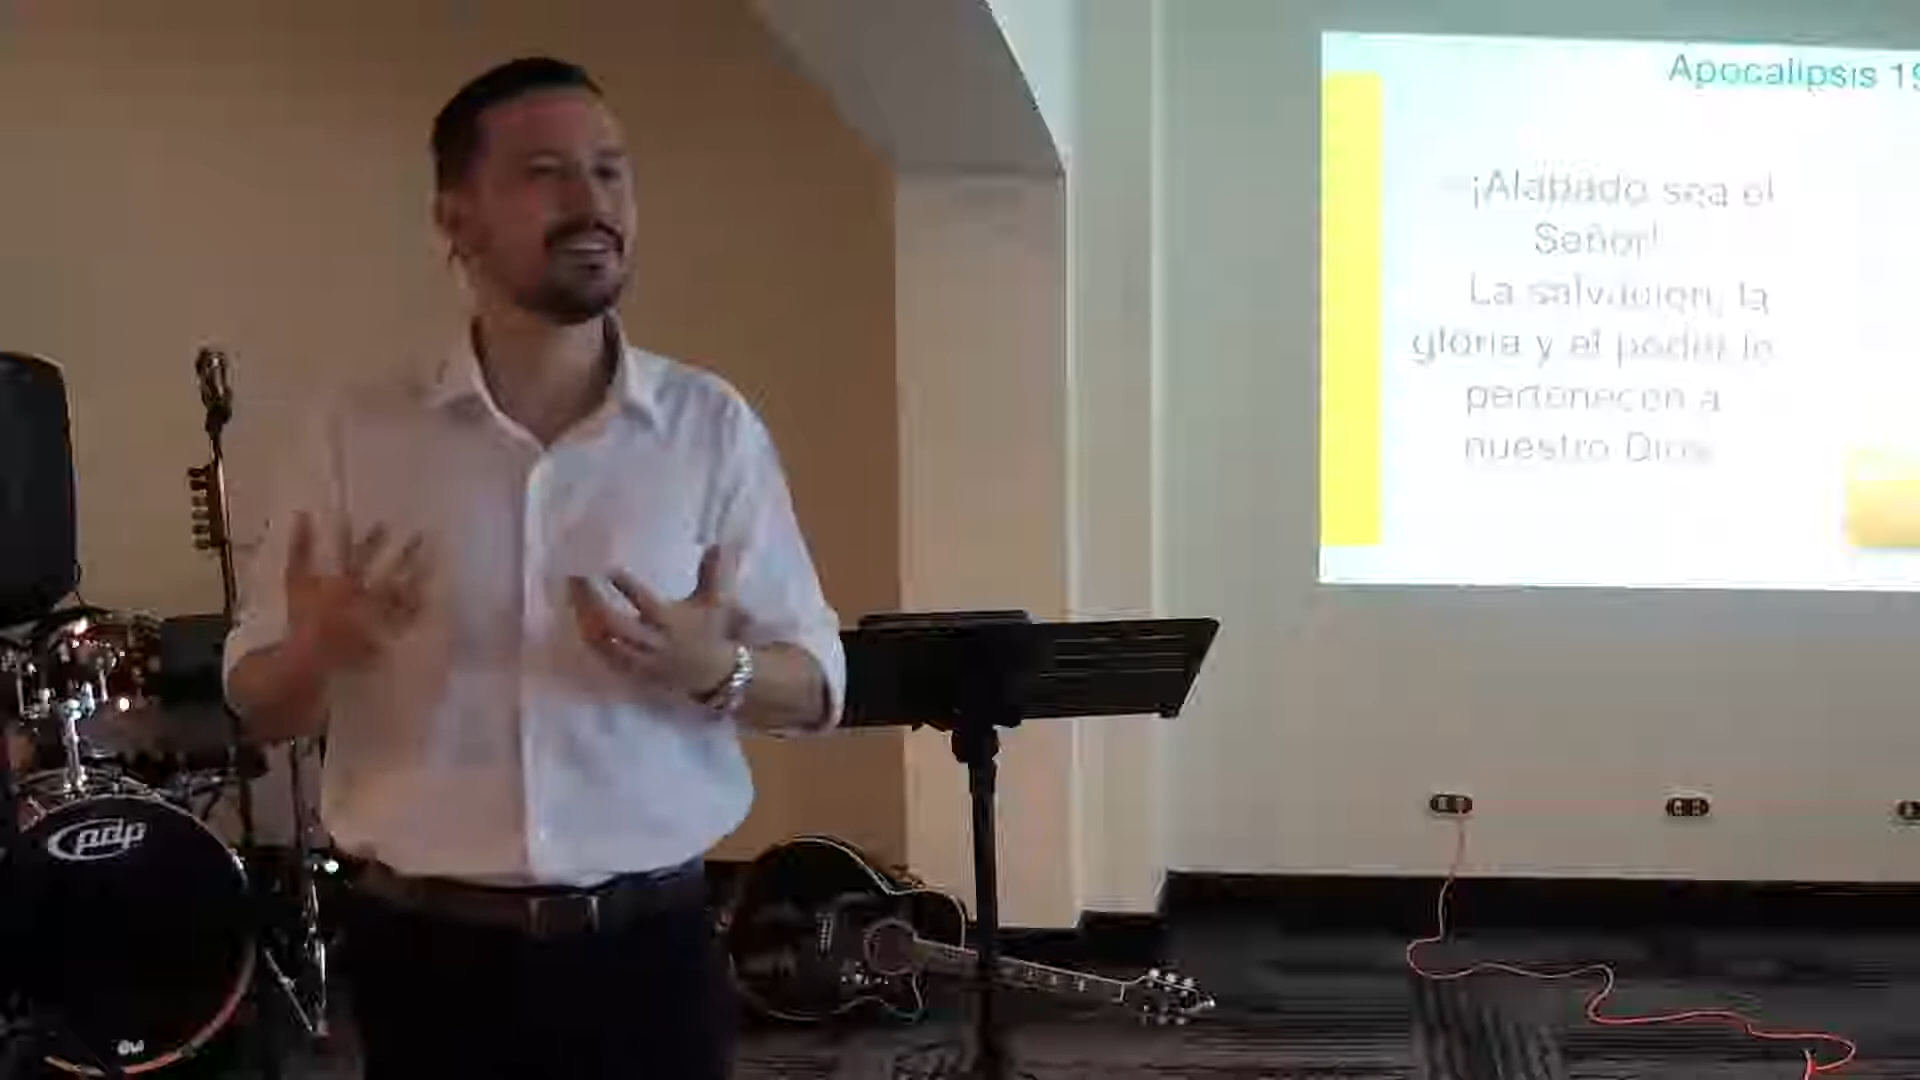 Apocalipsis 19
¡Alabado sea el
Señor!
La salvación, la
gloria y el poder le
pertenecen a
nuestro Dios
pdp